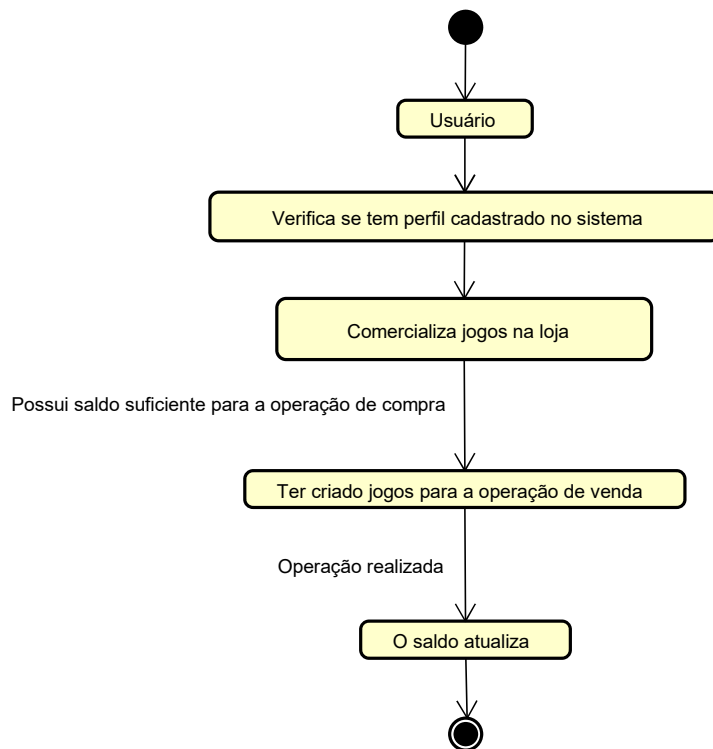 Usuário
Verifica se tem perfil cadastrado no sistema
Comercializa jogos na loja
Possui saldo suficiente para a operação de compra
Ter criado jogos para a operação de venda
Operação realizada
O saldo atualiza